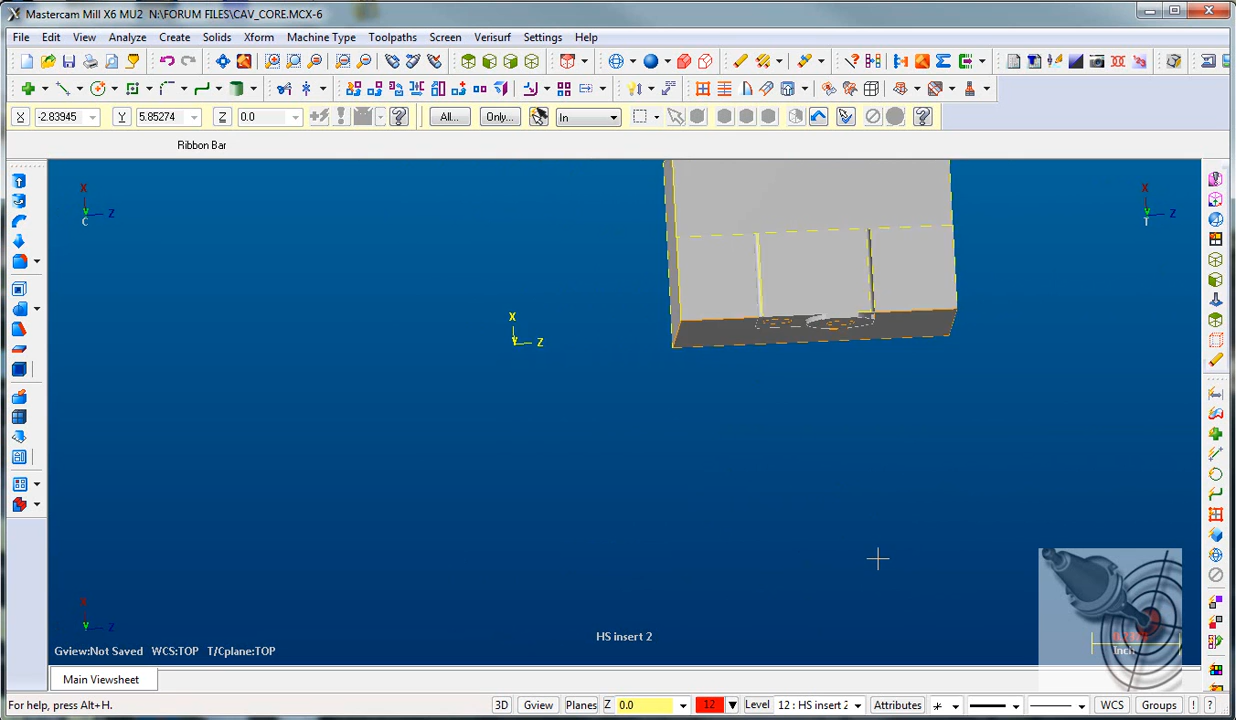 Mastercam Mill X6 MU2  N:\FORUM FILES\CAV_CORE.MCX-6
File Edit View Analyze Create Solids Xform Machine Type Toolpaths Screen Verisurf Settings Help
X -2.83945 Y 5.85274 Z 0.0 All... Only... In
Ribbon Bar
X Z Y C
X Z Y T
X Z Y
X Y Z
HS insert 2
Gview:Not Saved WCS:TOP T/Cplane:TOP
Inch
Main Viewsheet
For help, press Alt+H. 3D Gview Planes Z 0.0 12 Level 12 : HS insert 2 Attributes WCS Groups ! ?